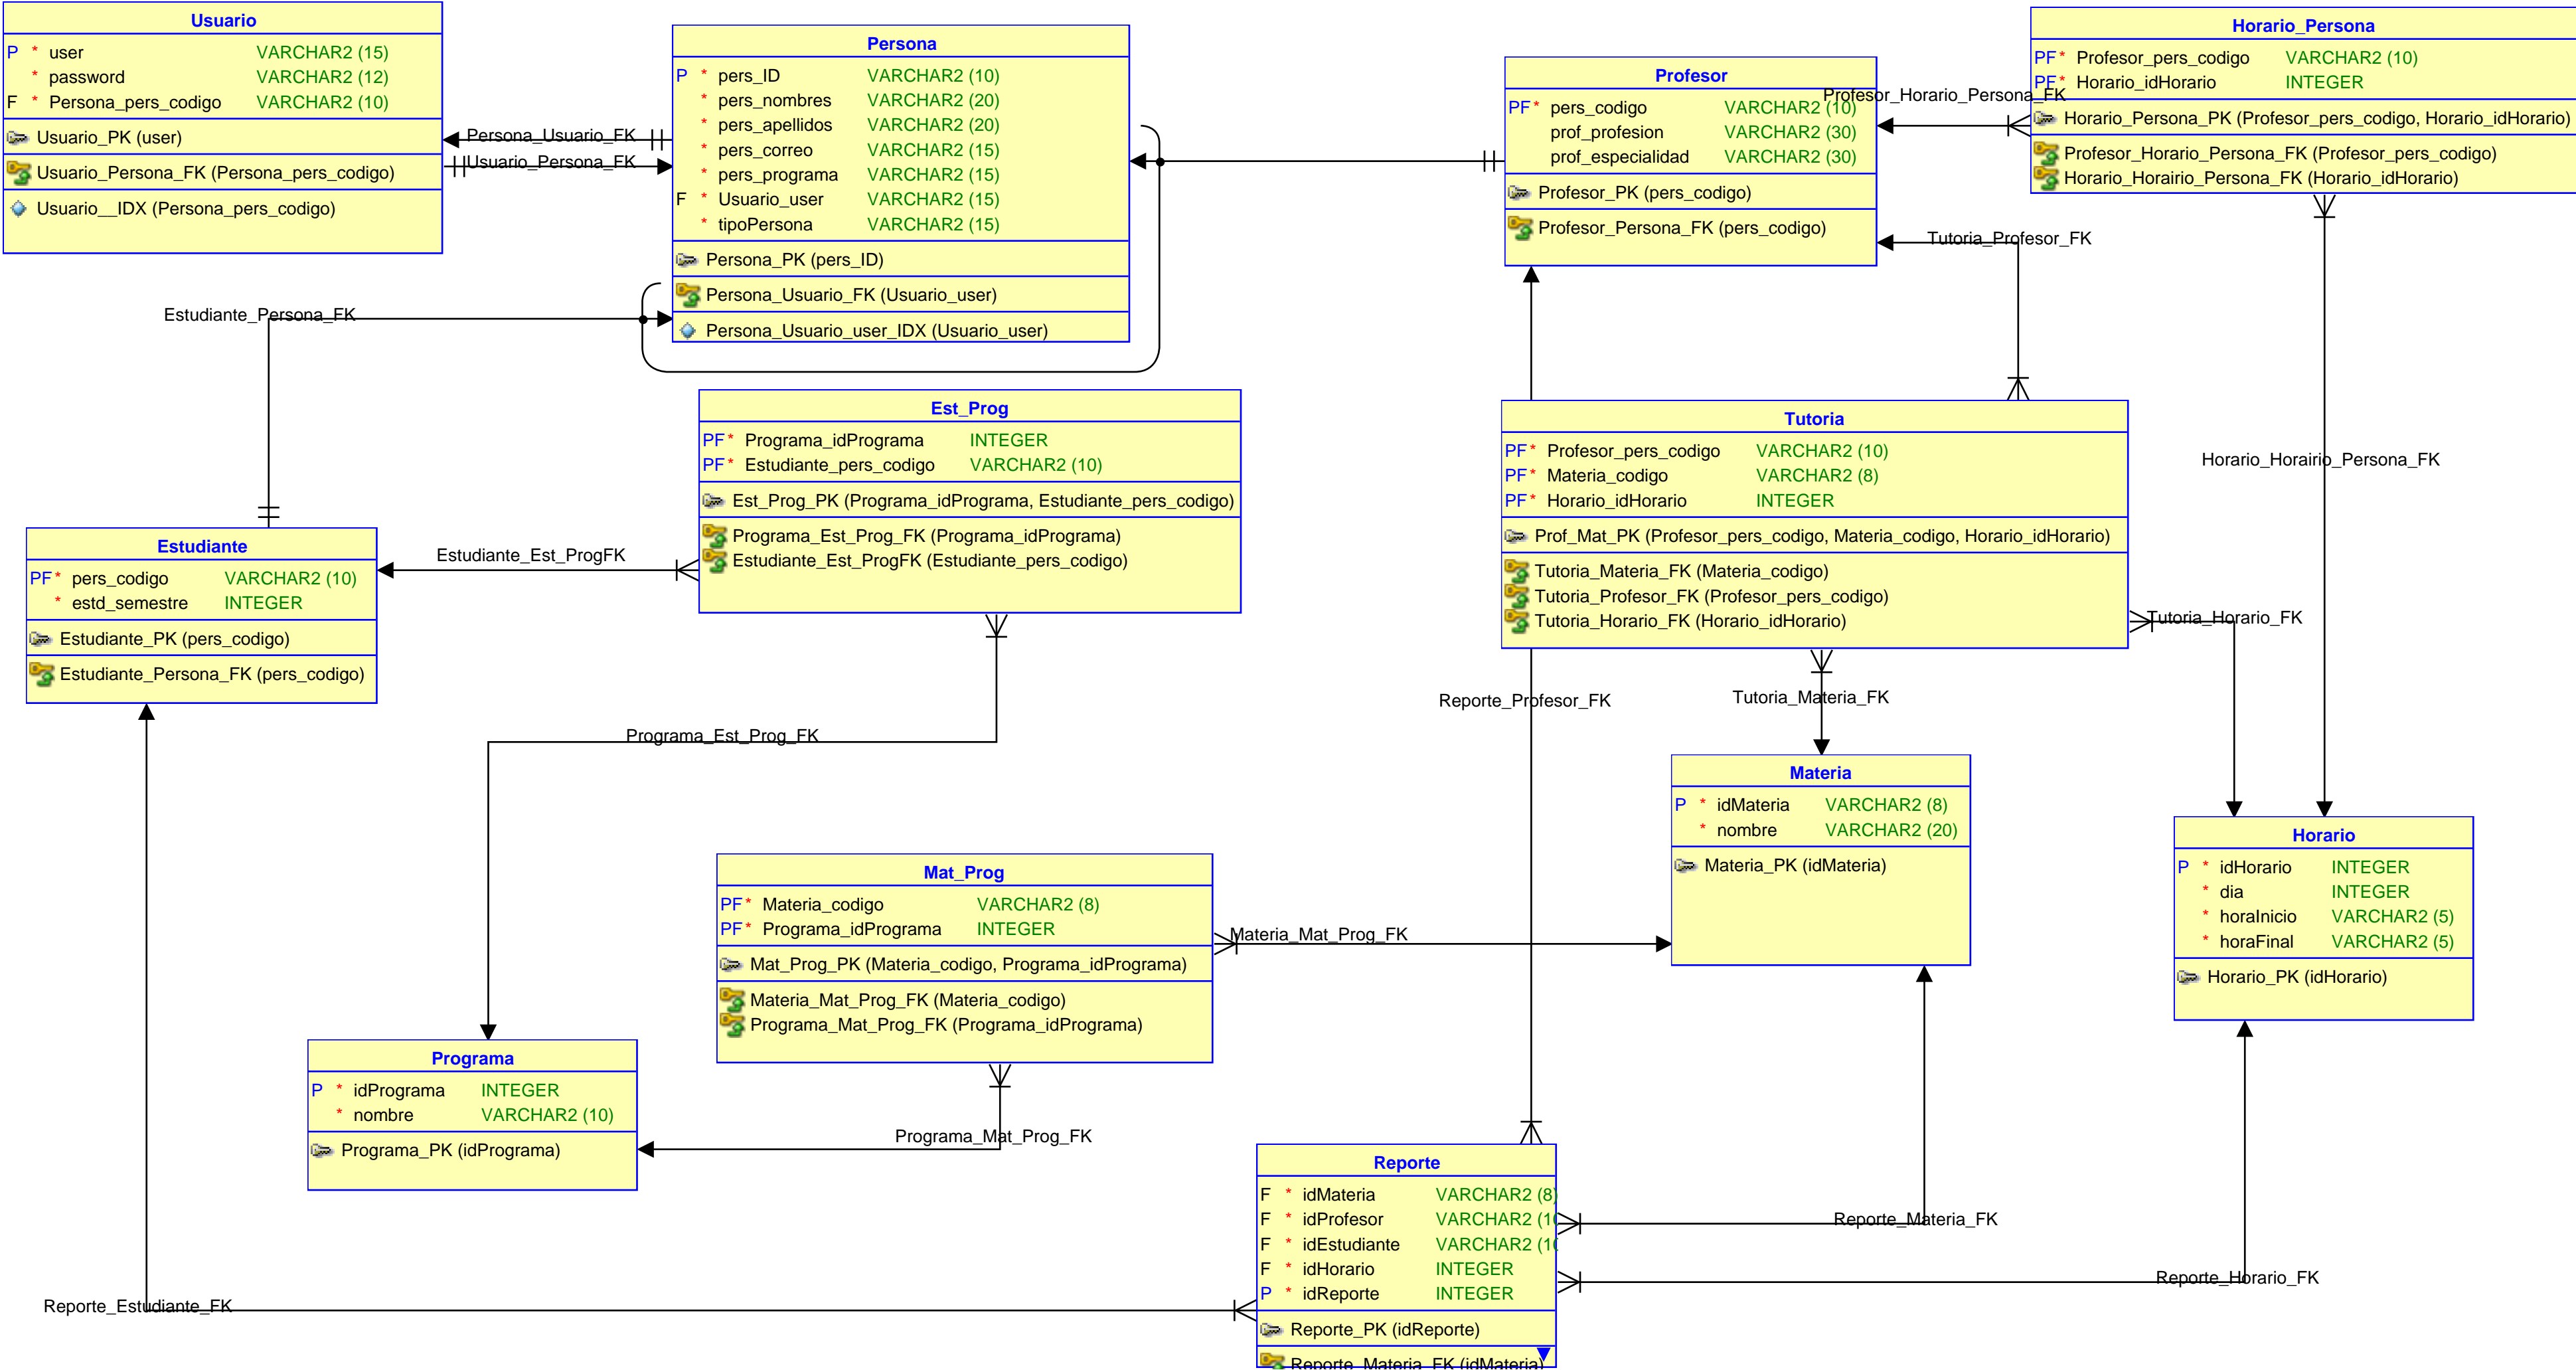 Usuario
P * user VARCHAR2 (15)
* password VARCHAR2 (12)
F * Persona_pers_codigo VARCHAR2 (10)
Usuario_PK (user)
Usuario_Persona_FK (Persona_pers_codigo)
Usuario__IDX (Persona_pers_codigo)
Persona_Usuario_FK
Usuario_Persona_FK
Persona
P * pers_ID VARCHAR2 (10)
* pers_nombres VARCHAR2 (20)
* pers_apellidos VARCHAR2 (20)
* pers_correo VARCHAR2 (15)
* pers_programa VARCHAR2 (15)
F * Usuario_user VARCHAR2 (15)
* tipoPersona VARCHAR2 (15)
Persona_PK (pers_ID)
Persona_Usuario_FK (Usuario_user)
Persona_Usuario_user_IDX (Usuario_user)
Profesor
PF * pers_codigo VARCHAR2 (10)
prof_profesion VARCHAR2 (30)
prof_especialidad VARCHAR2 (30)
Profesor_PK (pers_codigo)
Profesor_Persona_FK (pers_codigo)
Profesor_Horario_Persona_FK
Horario_Persona
PF * Profesor_pers_codigo VARCHAR2 (10)
PF * Horario_idHorario INTEGER
Horario_Persona_PK (Profesor_pers_codigo, Horario_idHorario)
Profesor_Horario_Persona_FK (Profesor_pers_codigo)
Horario_Horairio_Persona_FK (Horario_idHorario)
Tutoria_Profesor_FK
Estudiante_Persona_FK
Est_Prog
PF * Programa_idPrograma INTEGER
PF * Estudiante_pers_codigo VARCHAR2 (10)
Est_Prog_PK (Programa_idPrograma, Estudiante_pers_codigo)
Programa_Est_Prog_FK (Programa_idPrograma)
Estudiante_Est_ProgFK (Estudiante_pers_codigo)
Tutoria
PF * Profesor_pers_codigo VARCHAR2 (10)
PF * Materia_codigo VARCHAR2 (8)
PF * Horario_idHorario INTEGER
Prof_Mat_PK (Profesor_pers_codigo, Materia_codigo, Horario_idHorario)
Tutoria_Materia_FK (Materia_codigo)
Tutoria_Profesor_FK (Profesor_pers_codigo)
Tutoria_Horario_FK (Horario_idHorario)
Horario_Horairio_Persona_FK
Estudiante
PF * pers_codigo VARCHAR2 (10)
* estd_semestre INTEGER
Estudiante_PK (pers_codigo)
Estudiante_Persona_FK (pers_codigo)
Estudiante_Est_ProgFK
Tutoria_Horario_FK
Reporte_Profesor_FK
Tutoria_Materia_FK
Programa_Est_Prog_FK
Materia
P * idMateria VARCHAR2 (8)
* nombre VARCHAR2 (20)
Materia_PK (idMateria)
Horario
P * idHorario INTEGER
* dia INTEGER
* horaInicio VARCHAR2 (5)
* horaFinal VARCHAR2 (5)
Horario_PK (idHorario)
Mat_Prog
PF * Materia_codigo VARCHAR2 (8)
PF * Programa_idPrograma INTEGER
Mat_Prog_PK (Materia_codigo, Programa_idPrograma)
Materia_Mat_Prog_FK (Materia_codigo)
Programa_Mat_Prog_FK (Programa_idPrograma)
Materia_Mat_Prog_FK
Programa
P * idPrograma INTEGER
* nombre VARCHAR2 (10)
Programa_PK (idPrograma)
Programa_Mat_Prog_FK
Reporte
F * idMateria VARCHAR2 (8)
F * idProfesor VARCHAR2
F * idEstudiante VARCHAR2
F * idHorario INTEGER
P * idReporte INTEGER
Reporte_PK (idReporte)
Reporte_Materia_FK (idMateria)
Reporte_Materia_FK
Reporte_Horario_FK
Reporte_Estudiante_FK